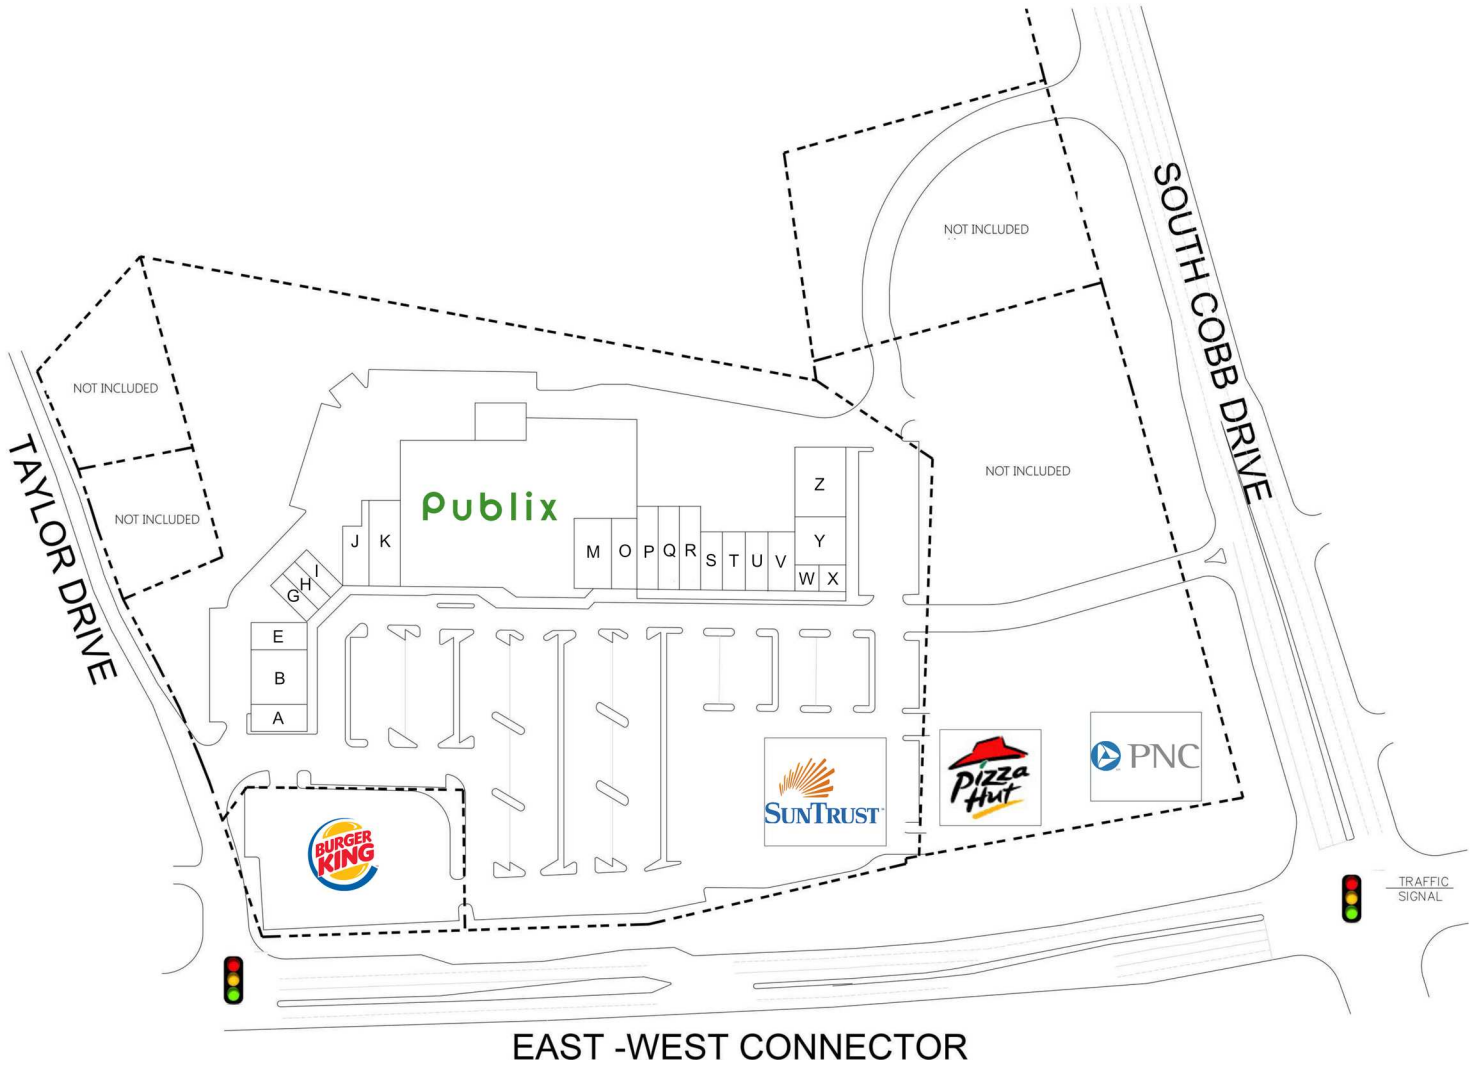 NOT INCLUDED
SOUTH COBB DRIVE
NOT INCLUDED
NOT INCLUDED
NOT INCLUDED
TAYLOR DRIVE
Publix
Z
J
K
M
O
P
Q
R
S
T
U
V
Y
W
X
I
H
G
E
B
A
SUNTRUST
Pizza
Hut
PNC
BURGER
KING
TRAFFIC
SIGNAL
EAST -WEST CONNECTOR